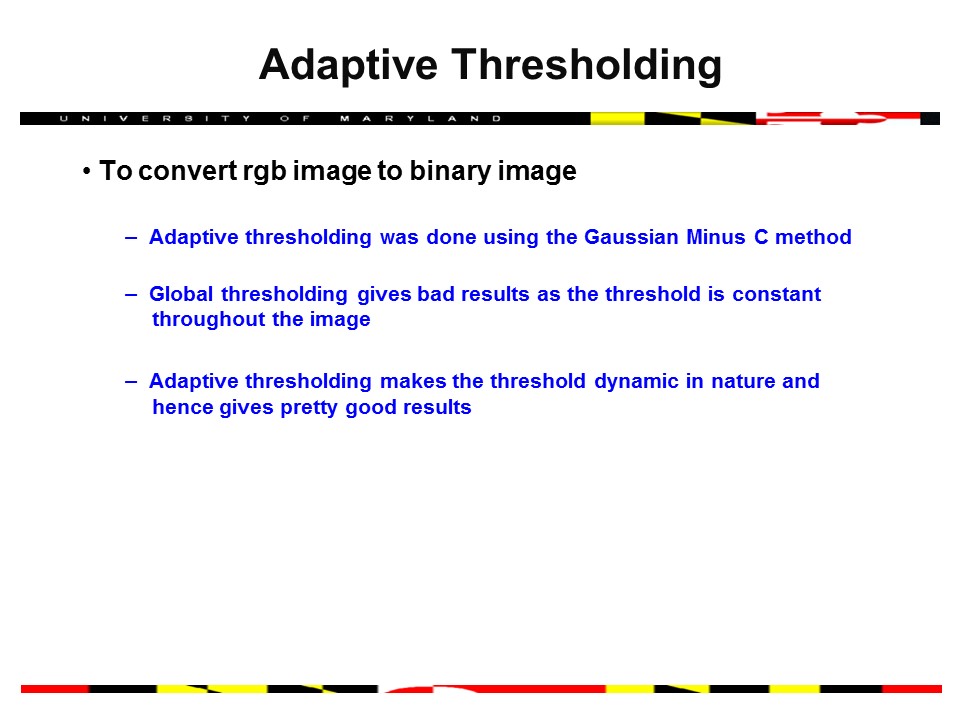 Adaptive Thresholding
UNIVERSITY OF MARYLAND
• To convert rgb image to binary image
– Adaptive thresholding was done using the Gaussian Minus C method
– Global thresholding gives bad results as the threshold is constant
throughout the image
– Adaptive thresholding makes the threshold dynamic in nature and
hence gives pretty good results